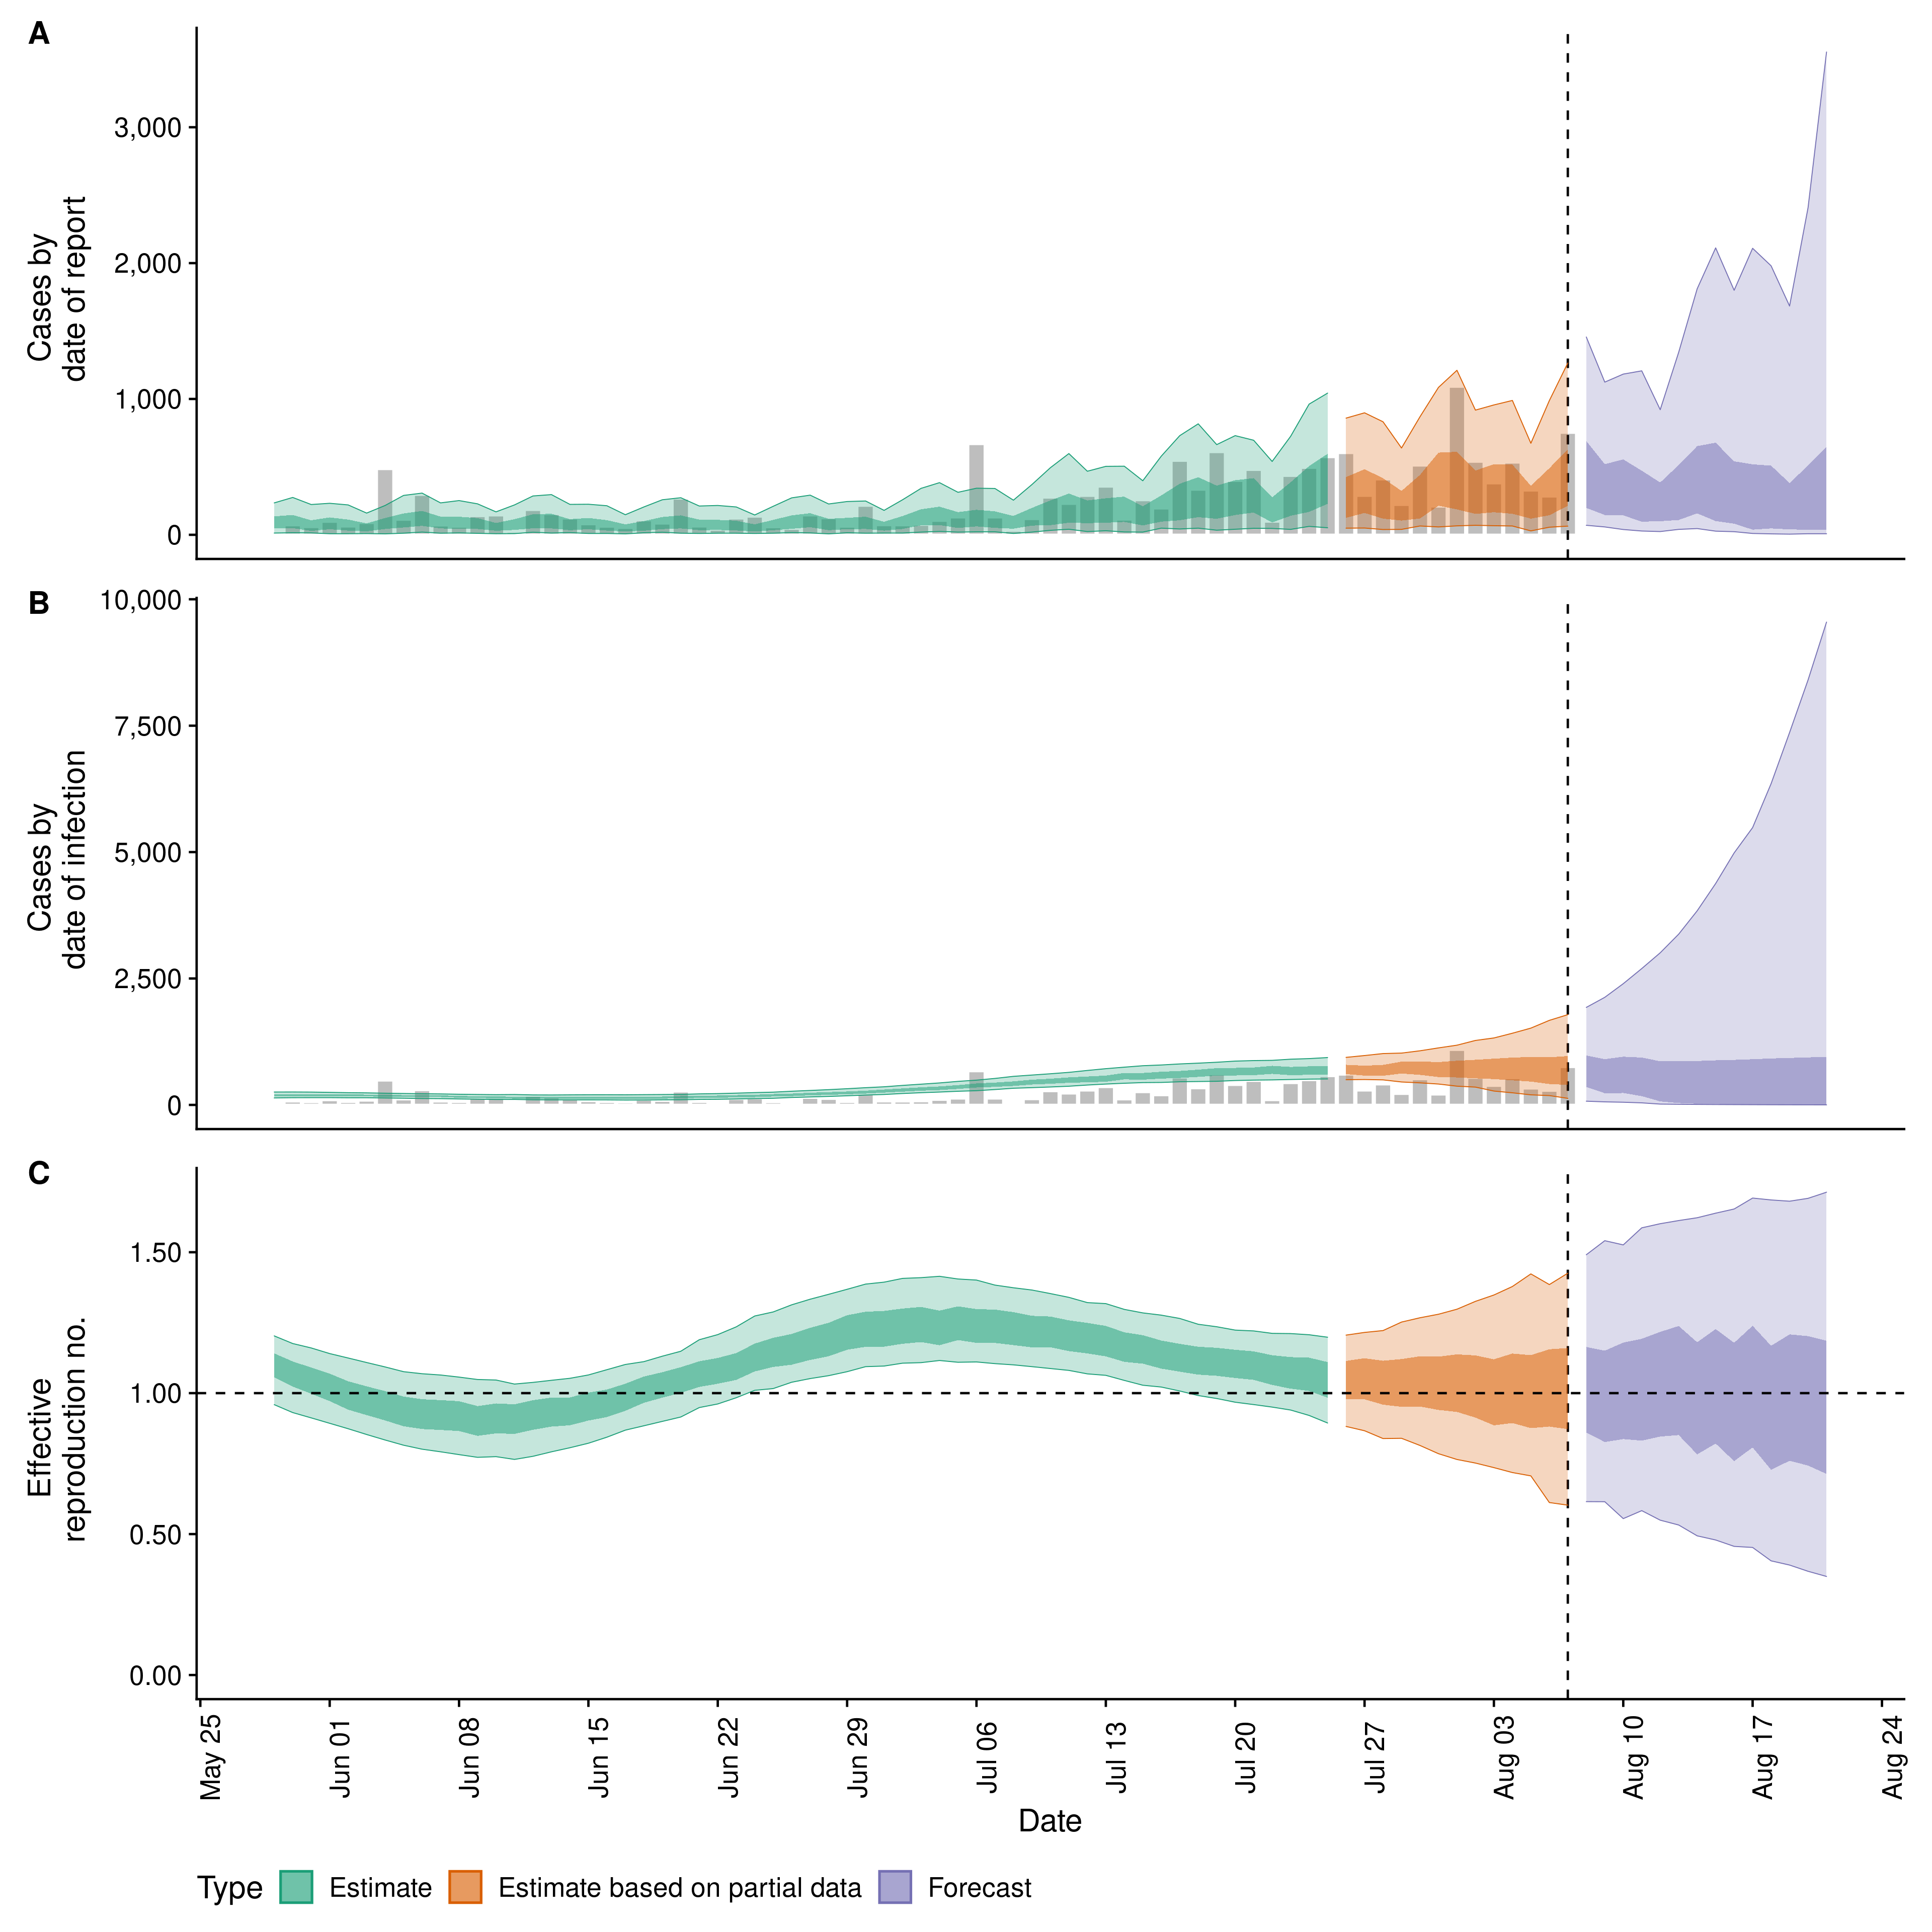 A
Cases by
date of report
3,000
2,000
1,000
0
B
Cases by
date of infection
10,000
7,500
5,000
2,500
0
C
Effective
reproduction no.
1.50
1.00
0.50
0.00
May 25
Jun 01
Jun 08
Jun 15
Jun 22
Jun 29
Jul 06
Jul 13
Jul 20
Jul 27
Aug 03
Aug 10
Aug 17
Aug 24
Date
Type Estimate Estimate based on partial data Forecast